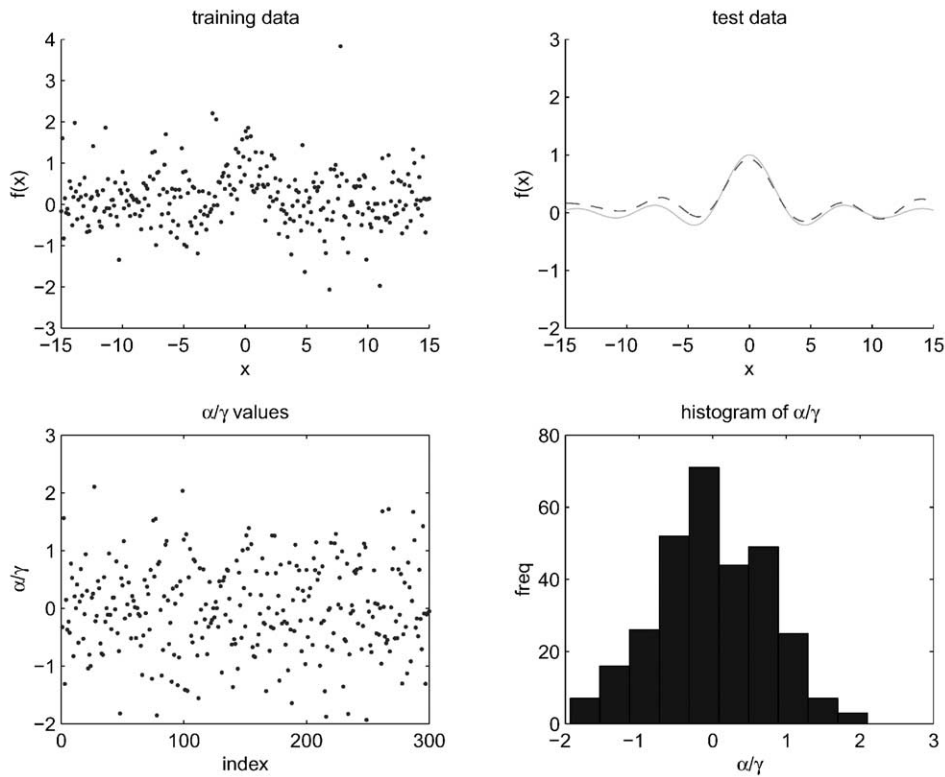 training data
4
3
2
1
0
−1
−2
−3
f(x)
−15 −10 −5 0 5 10 15
x
test data
3
2
1
0
−1
−2
f(x)
−15 −10 −5 0 5 10 15
x
α/γ values
3
2
1
0
−1
−2
α/γ
0 100 200 300
index
histogram of α/γ
80
60
40
20
0
freq
−2 −1 0 1 2 3
α/γ